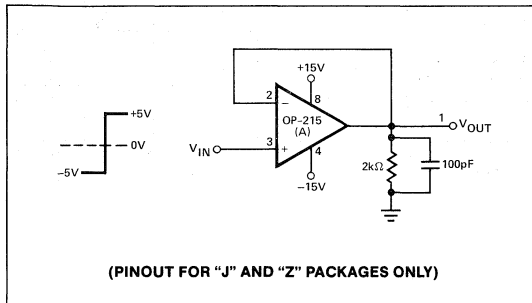 +5V
0V
-5V
+15V
2
−
8
OP-215
(A)
1
VOUT
VIN
3
+
4
-15V
2kΩ
100pF
(PINOUT FOR "J" AND "Z" PACKAGES ONLY)